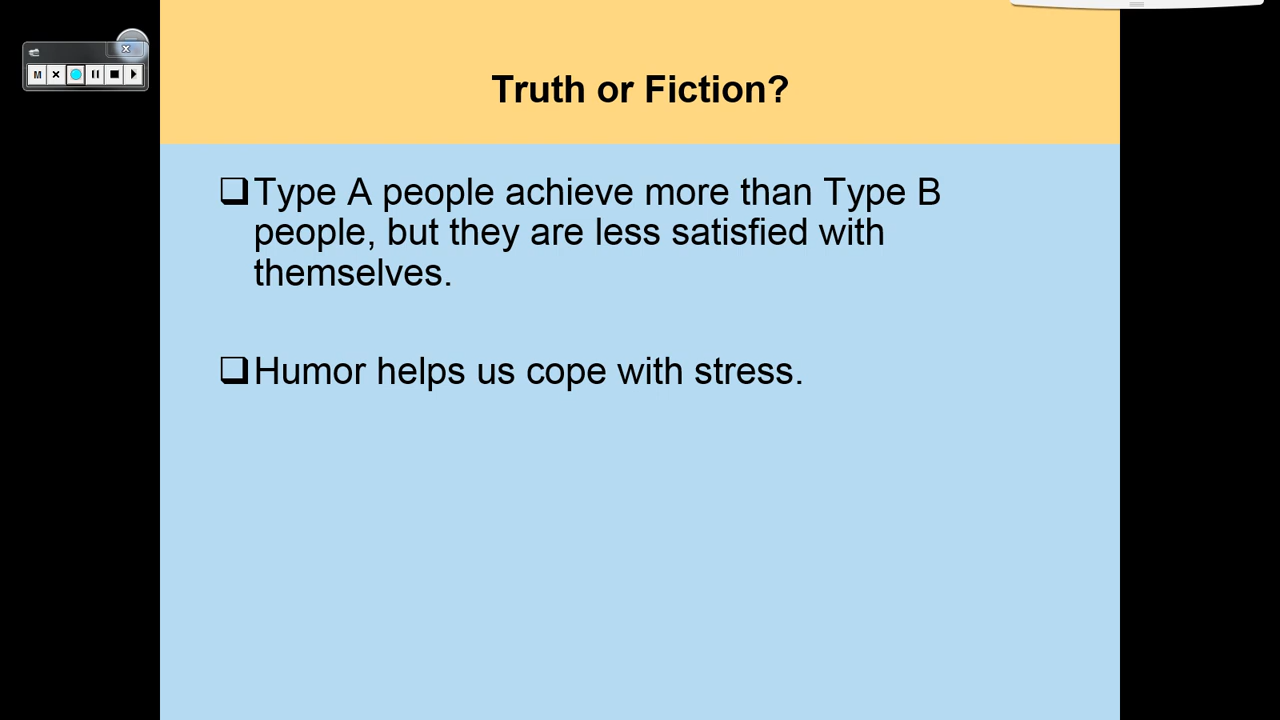 Truth or Fiction?
❑Type A people achieve more than Type B
people, but they are less satisfied with
themselves.
❑Humor helps us cope with stress.
M